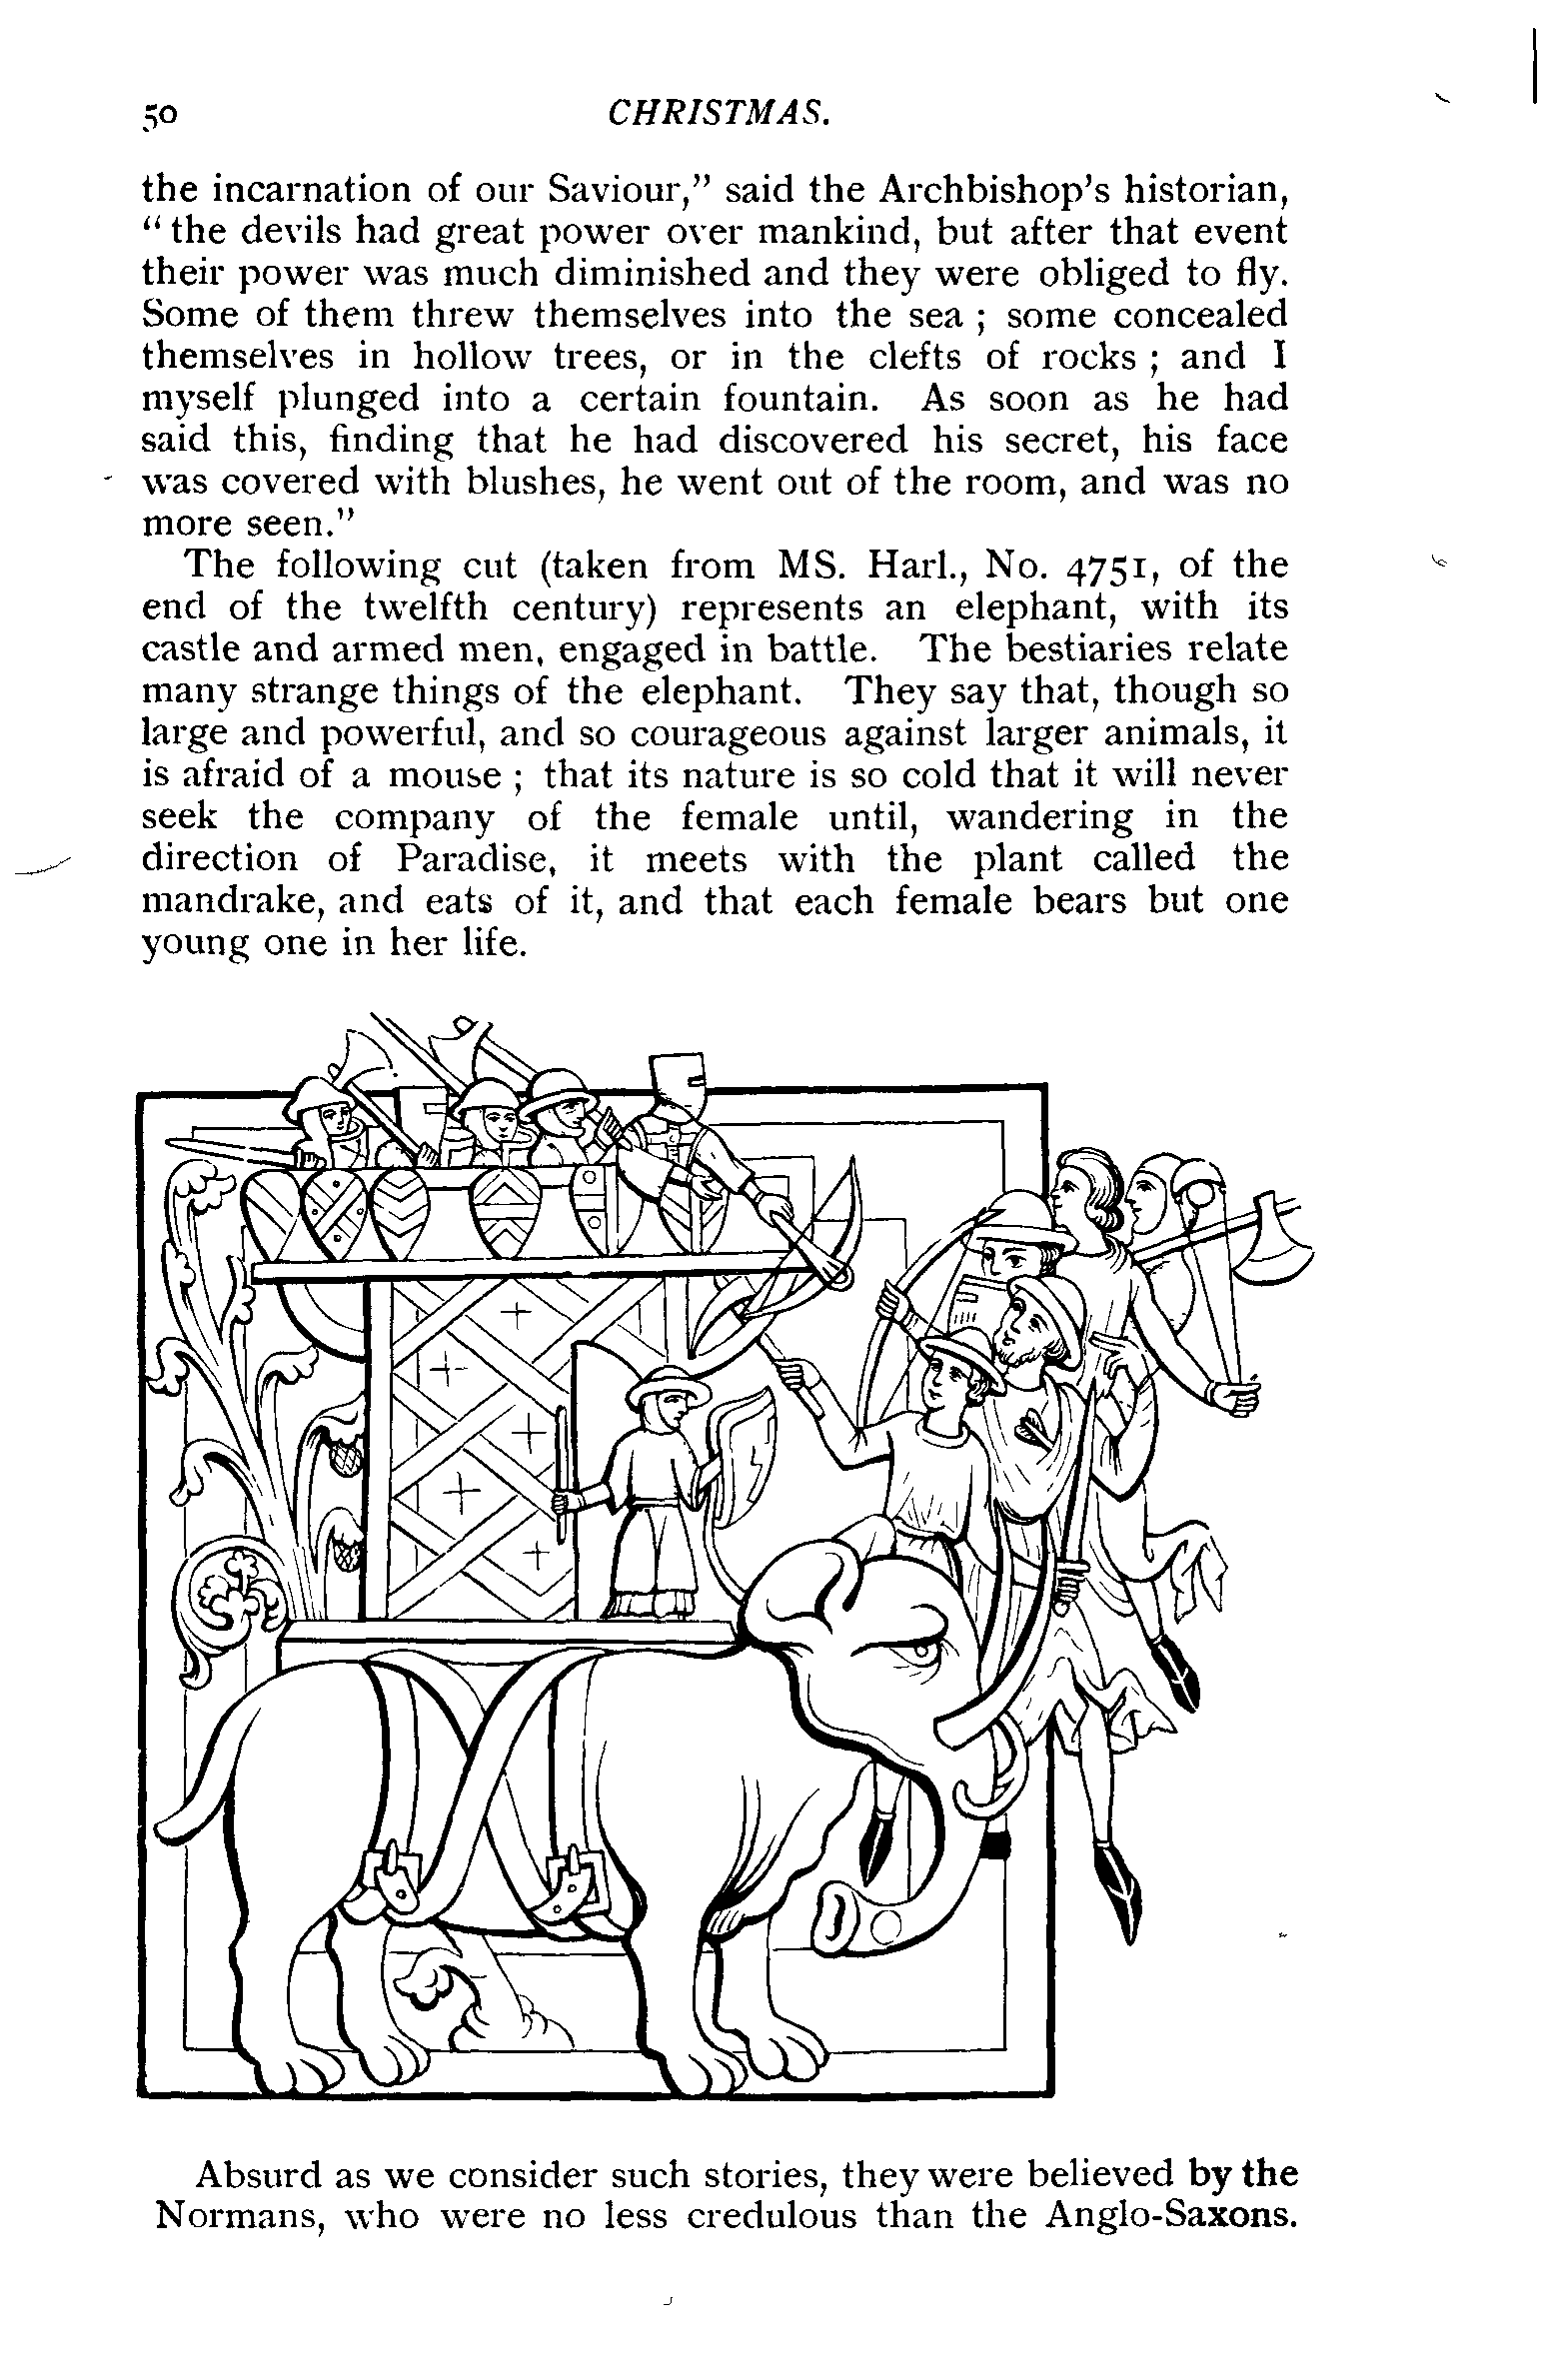 50 CHRISTMAS.
the incarnation of our Saviour,” said the Archbishop’s historian,
“ the devils had great power over mankind, but after that event
their power was much diminished and they were obliged to fly.
Some of them threw themselves into the sea ; some concealed
themselves in hollow trees, or in the clefts of rocks ; and I
myself plunged into a certain fountain. As soon as he had
said this, finding that he had discovered his secret, his face
was covered with blushes, he went out of the room, and was no
more seen.”
The following cut (taken from MS. Harl., No. 4751, of the
end of the twelfth century) represents an elephant, with its
castle and armed men, engaged in battle. The bestiaries relate
many strange things of the elephant. They say that, though so
large and powerful, and so courageous against larger animals, it
is afraid of a mouse ; that its nature is so cold that it will never
seek the company of the female until, wandering in the
direction of Paradise, it meets with the plant called the
mandrake, and eats of it, and that each female bears but one
young one in her life.
Absurd as we consider such stories, they were believed by the
Normans, who were no less credulous than the Anglo-Saxons.